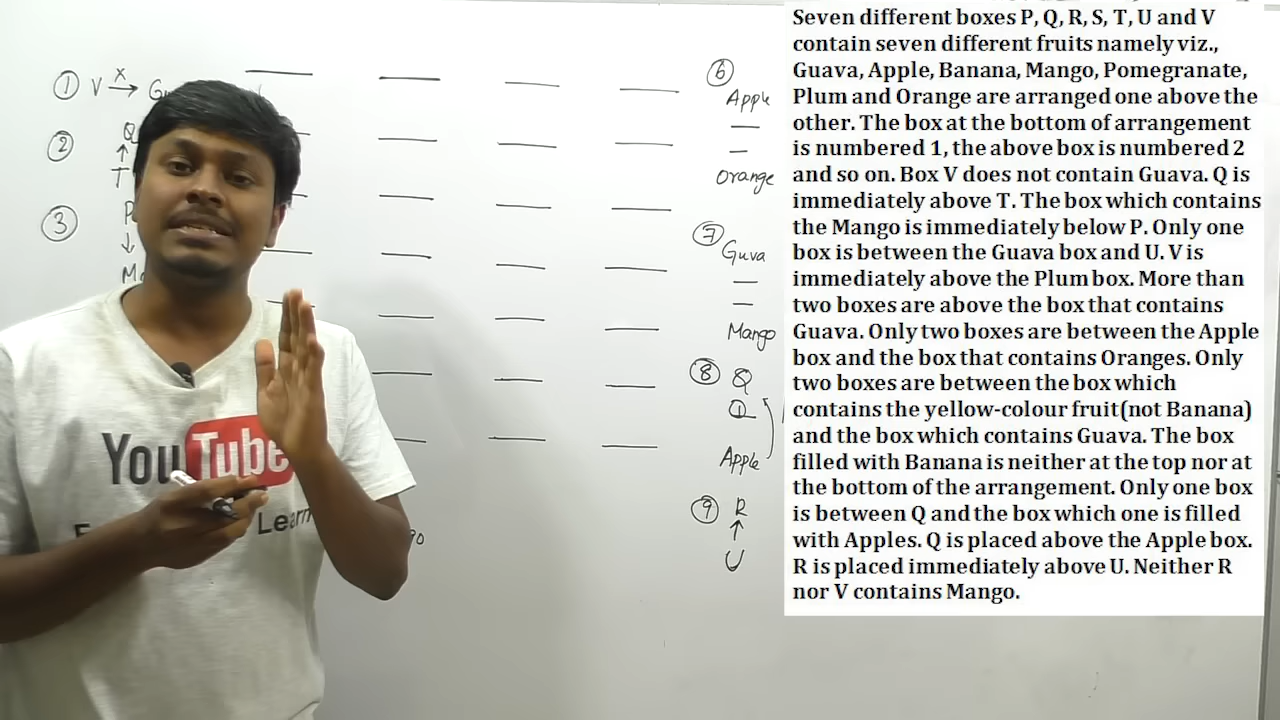 Seven different boxes P, Q, R, S, T, U and V
contain seven different fruits namely viz.,
Guava, Apple, Banana, Mango, Pomegranate,
Plum and Orange are arranged one above the
other. The box at the bottom of arrangement
is numbered 1, the above box is numbered 2
and so on. Box V does not contain Guava. Q is
immediately above T. The box which contains
the Mango is immediately below P. Only one
box is between the Guava box and U. V is
immediately above the Plum box. More than
two boxes are above the box that contains
Guava. Only two boxes are between the Apple
box and the box that contains Oranges. Only
two boxes are between the box which
contains the yellow-colour fruit(not Banana)
and the box which contains Guava. The box
filled with Banana is neither at the top nor at
the bottom of the arrangement. Only one box
is between Q and the box which one is filled
with Apples. Q is placed above the Apple box.
R is placed immediately above U. Neither R
nor V contains Mango.
① V x→
②
Q
↑
T
③
↓
⑥
Apple
Orange
⑦
Guva
Mango
⑧ Q
Apple
⑨ R
↑
U
YouTube
Learn